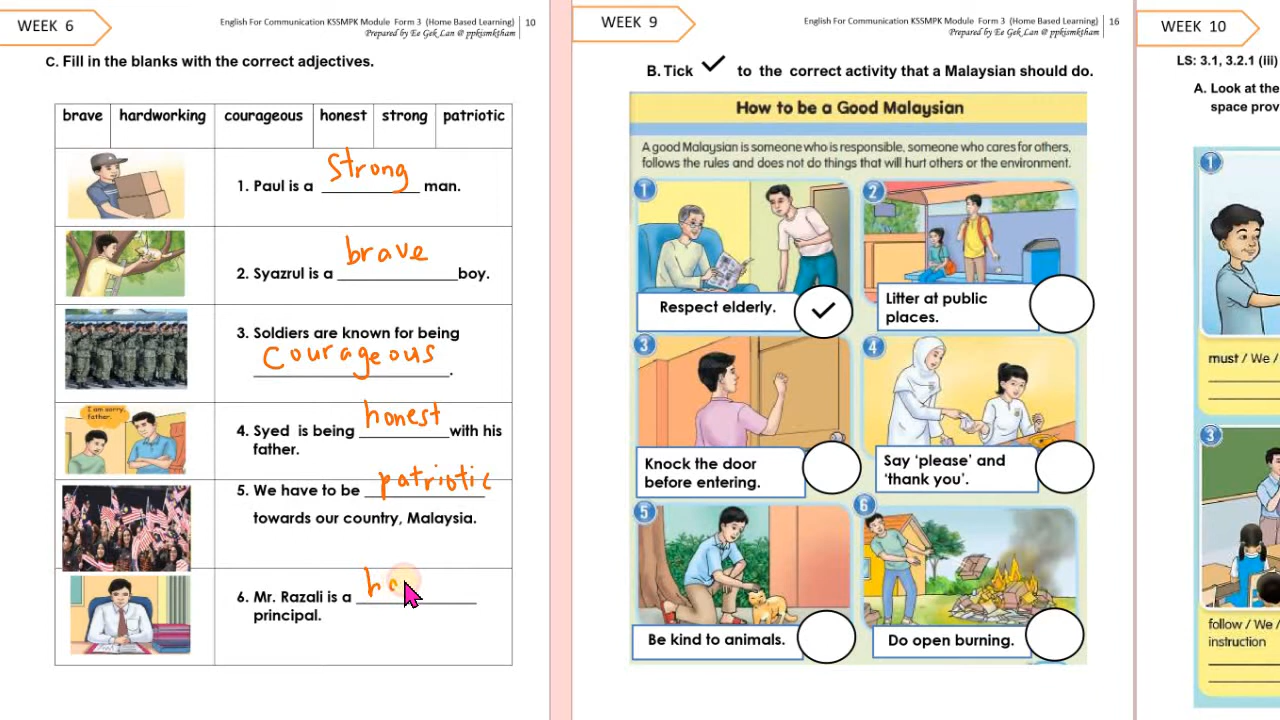 WEEK 6
English For Communication KSSMPK Module Form 3 (Home Based Learning) 10
Prepared by Ee Gek Lan @ ppkismktham
C. Fill in the blanks with the correct adjectives.
brave hardworking courageous honest strong patriotic
1. Paul is a strong man.
2. Syazrul is a brave boy.
3. Soldiers are known for being
courageous.
I am sorry, father.
4. Syed is being honest with his
father.
5. We have to be patriotic
towards our country, Malaysia.
6. Mr. Razali is a ha
principal.
WEEK 9
English For Communication KSSMPK Module Form 3 (Home Based Learning) 16
Prepared by Ee Gek Lan @ ppkismktham
B. Tick ✓ to the correct activity that a Malaysian should do.
How to be a Good Malaysian
A good Malaysian is someone who is responsible, someone who cares for others,
follows the rules and does not do things that will hurt others or the environment.
1
Respect elderly. ✓
2
Litter at public
places.
3
Knock the door
before entering.
4
Say ‘please’ and
‘thank you’.
5
Be kind to animals.
6
Do open burning.
WEEK 10
LS: 3.1, 3.2.1 (iii)
A. Look at the
space prov
1
must / We /
3
follow / We /
instruction